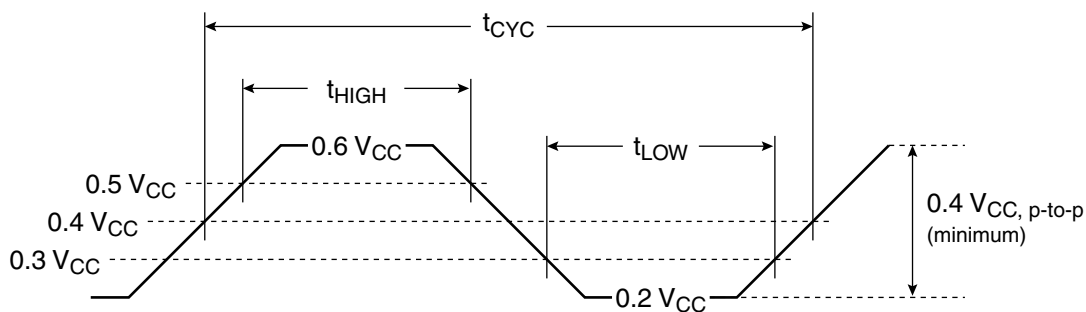 tCYC
tHIGH
0.6 VCC
tLOW
0.5 VCC
0.4 VCC
0.3 VCC
0.2 VCC
0.4 VCC, p-to-p
(minimum)